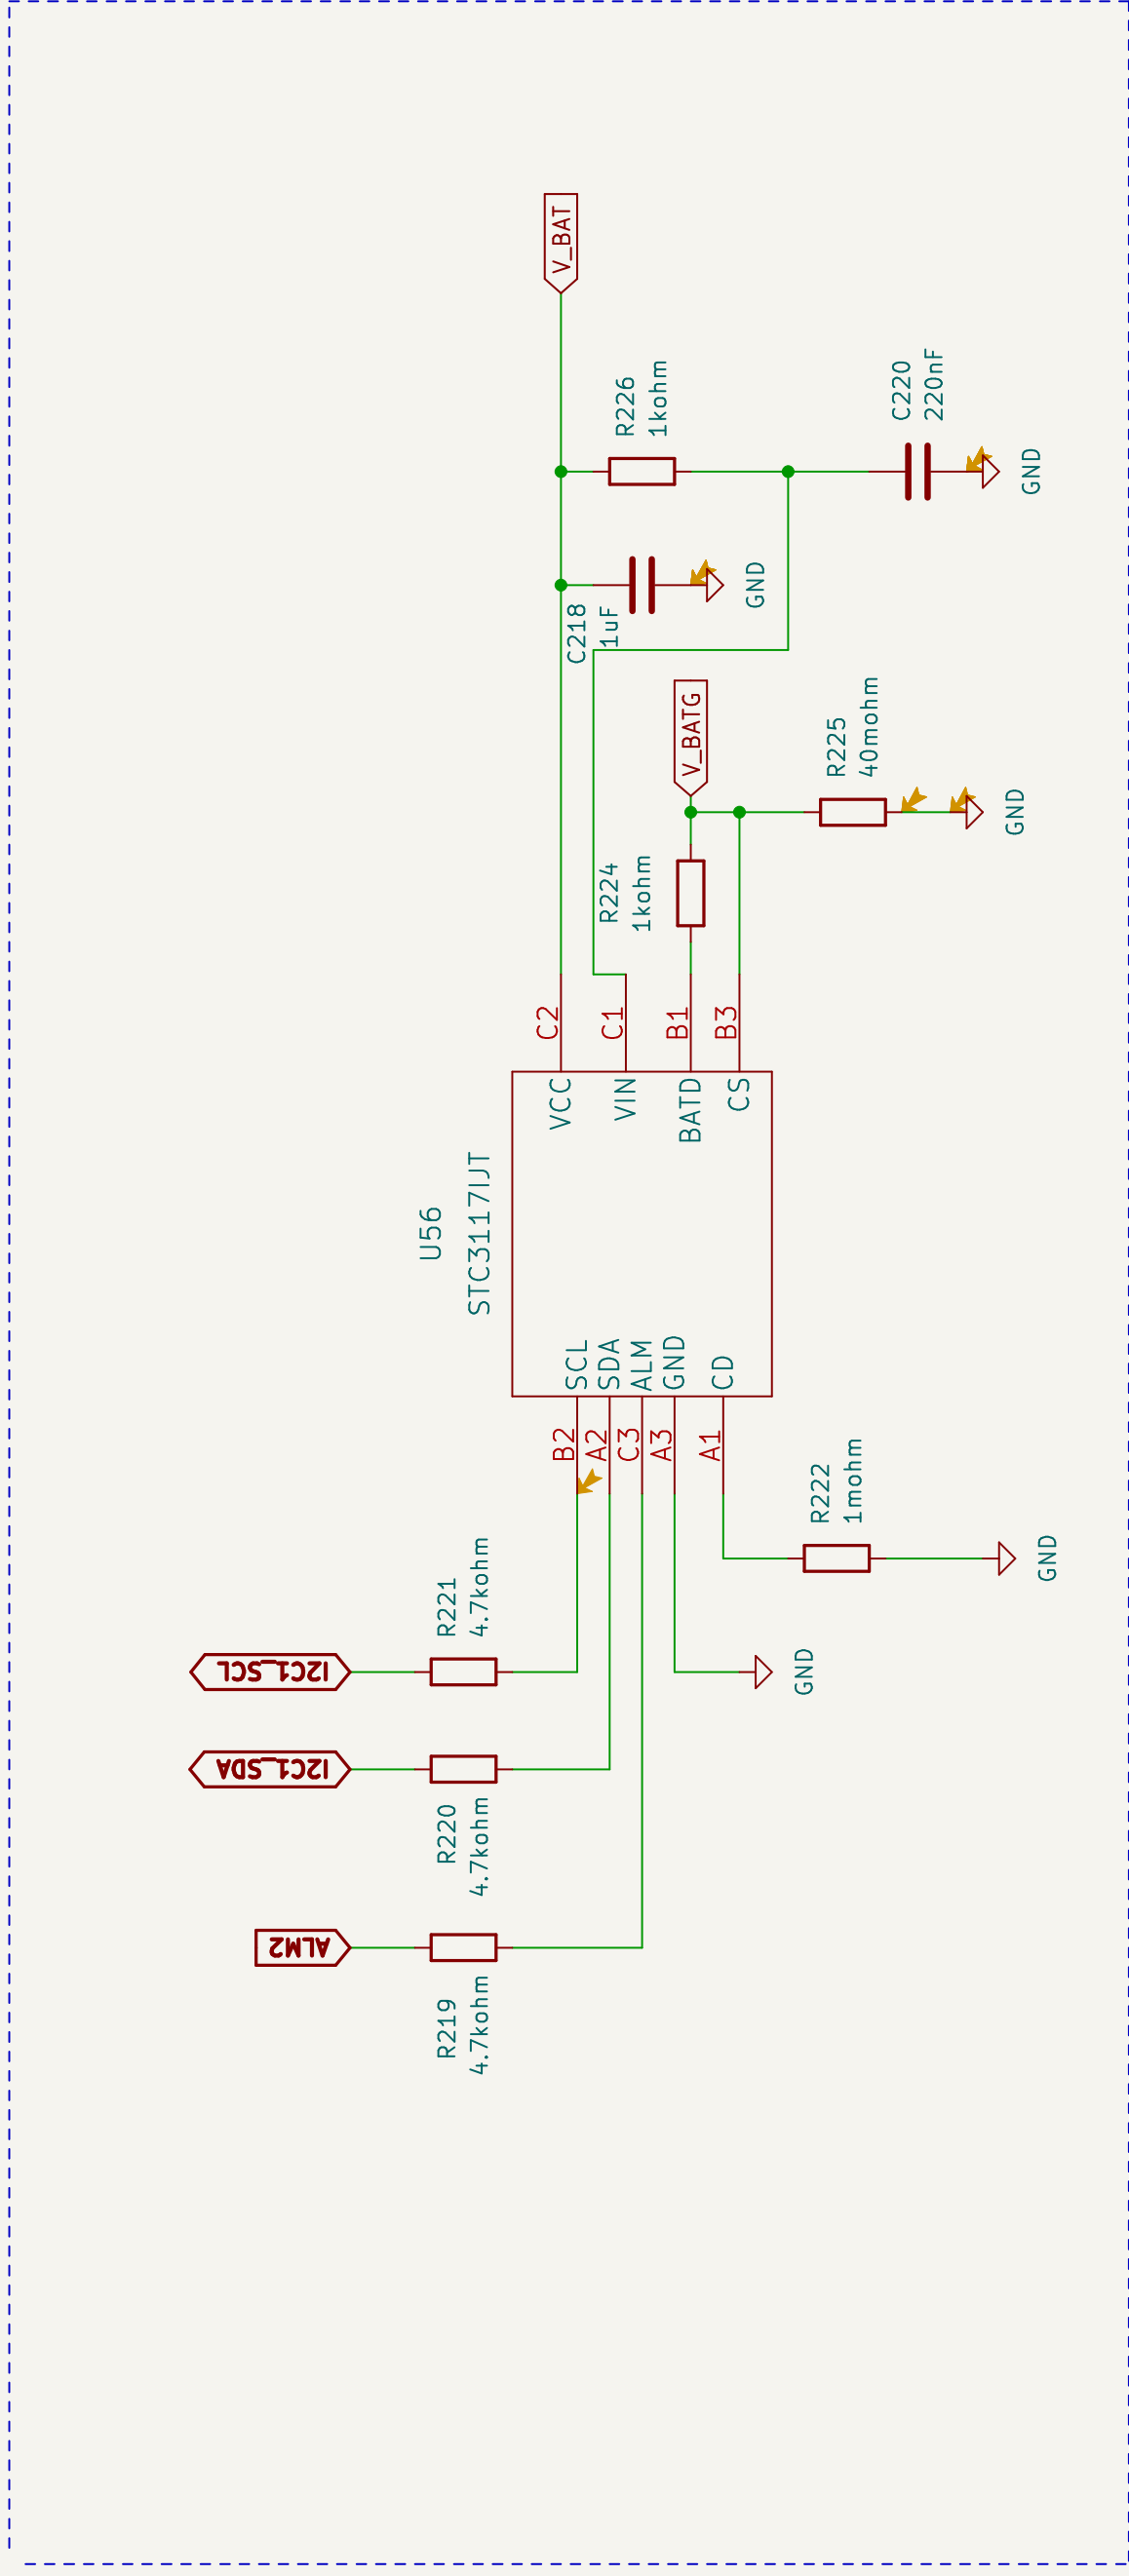 V_BAT
R226
1kohm
C220
220nF
GND
C218
1uF
GND
V_BATG
R225
40mohm
GND
R224
1kohm
C2
C1
B1
B3
VCC
VIN
BATD
CS
U56
STC3117IJT
SCL
SDA
ALM
GND
CD
B2
A2
C3
A3
A1
R222
1mohm
GND
R221
4.7kohm
I2C1_SCL
GND
I2C1_SDA
R220
4.7kohm
ALM2
R219
4.7kohm